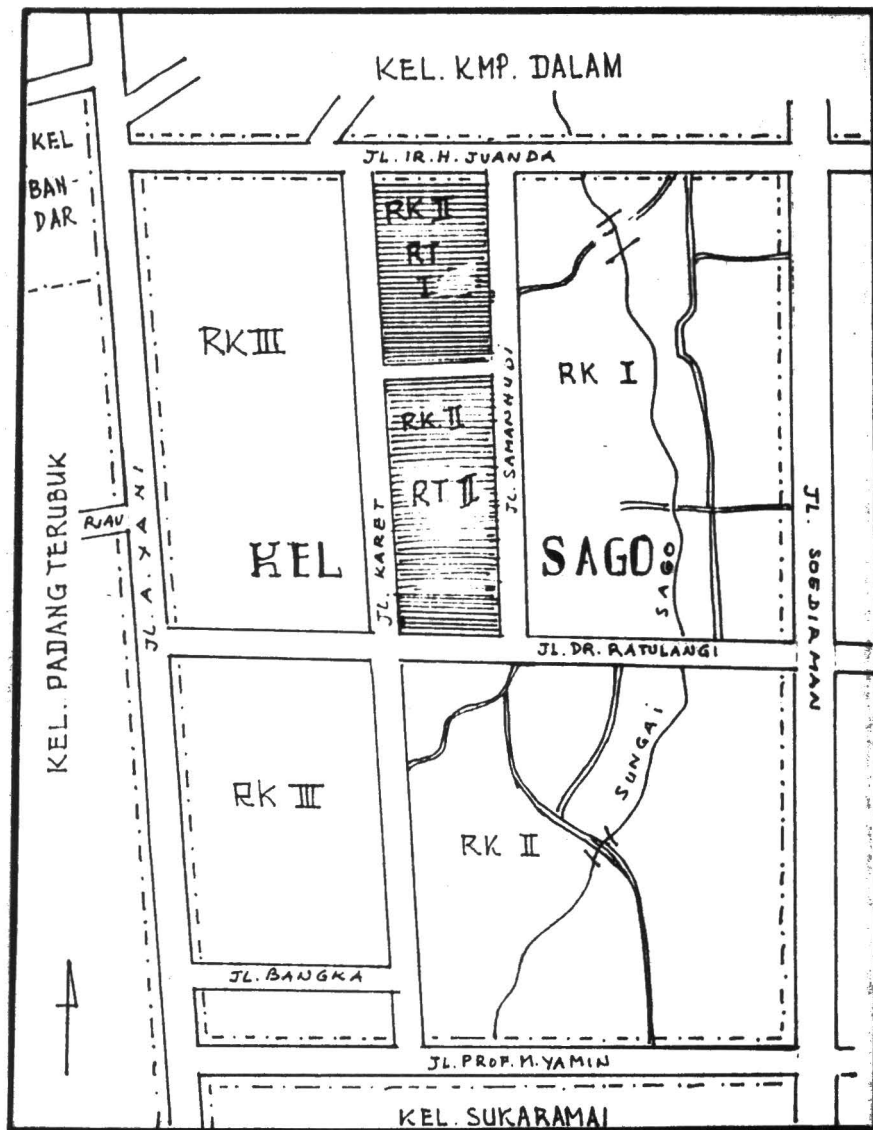 KEL. KMP. DALAM
KEL
BAN-
DAR
JL. IR. H. JUANDA
RK II
RT
I
RK III
RK I
JL. SAMANHUDI
RK. II
RT II
KEL. PADANG TERUBUK
JL. A. YANI
RIAU
KEL
SAGO
JL. KARET
SUNGAI SAGO
JL. SOEDIRMAN
JL. DR. RATULANGI
RK III
RK II
JL. BANGKA
JL. PROF. M. YAMIN
KEL. SUKARAMAI